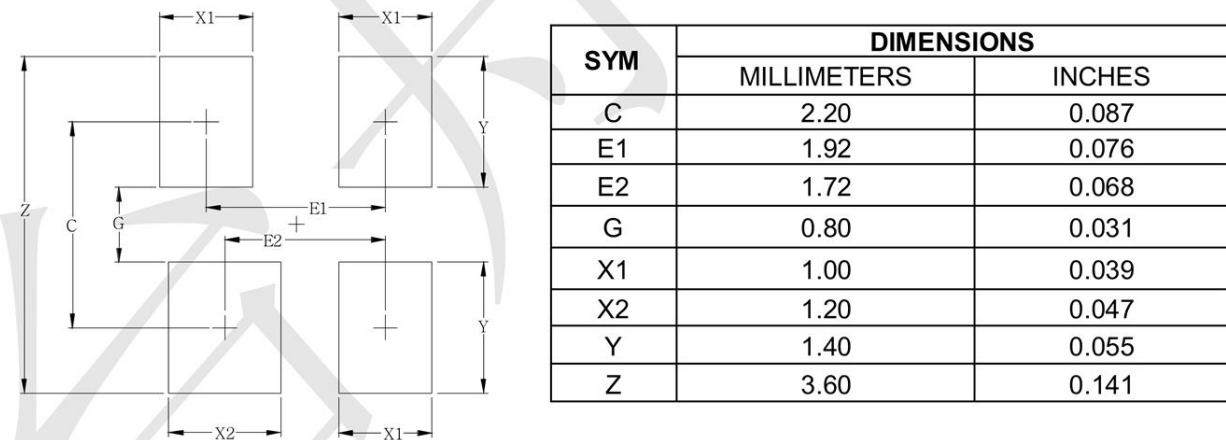 X1 X1
Y
Z C G E1
E2
Y
X2 X1
SYM DIMENSIONS
MILLIMETERS INCHES
C 2.20 0.087
E1 1.92 0.076
E2 1.72 0.068
G 0.80 0.031
X1 1.00 0.039
X2 1.20 0.047
Y 1.40 0.055
Z 3.60 0.141